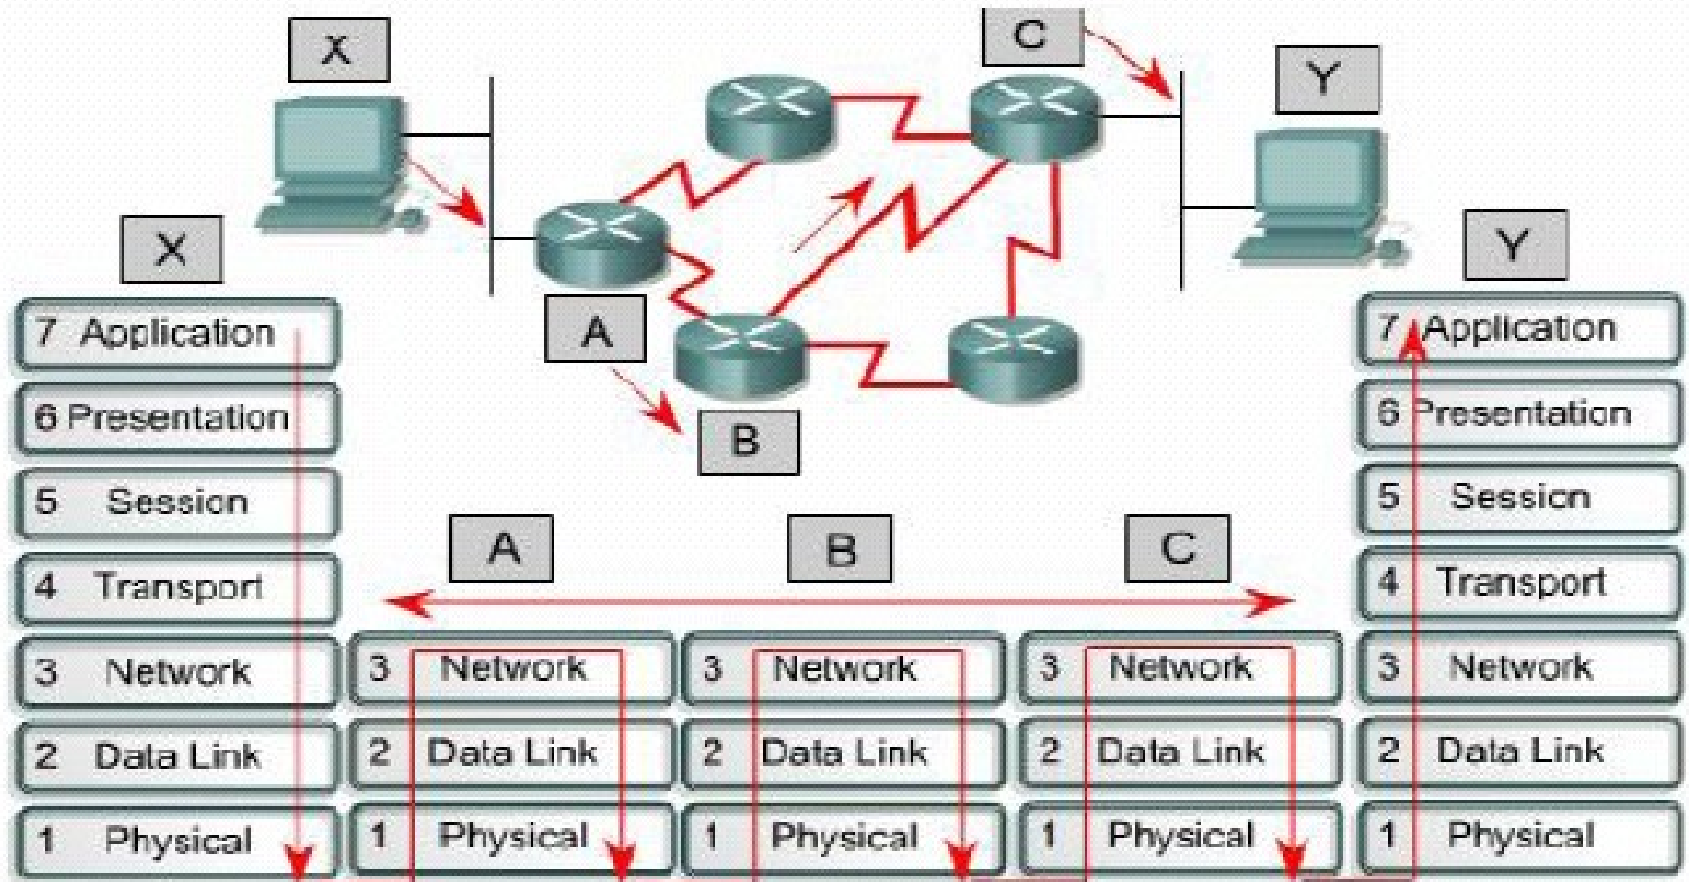 X
C
Y
X
Y
A
B
7 Application
6 Presentation
5 Session
4 Transport
3 Network
2 Data Link
1 Physical
A
B
C
3 Network
2 Data Link
1 Physical
3 Network
2 Data Link
1 Physical
3 Network
2 Data Link
1 Physical
7 Application
6 Presentation
5 Session
4 Transport
3 Network
2 Data Link
1 Physical